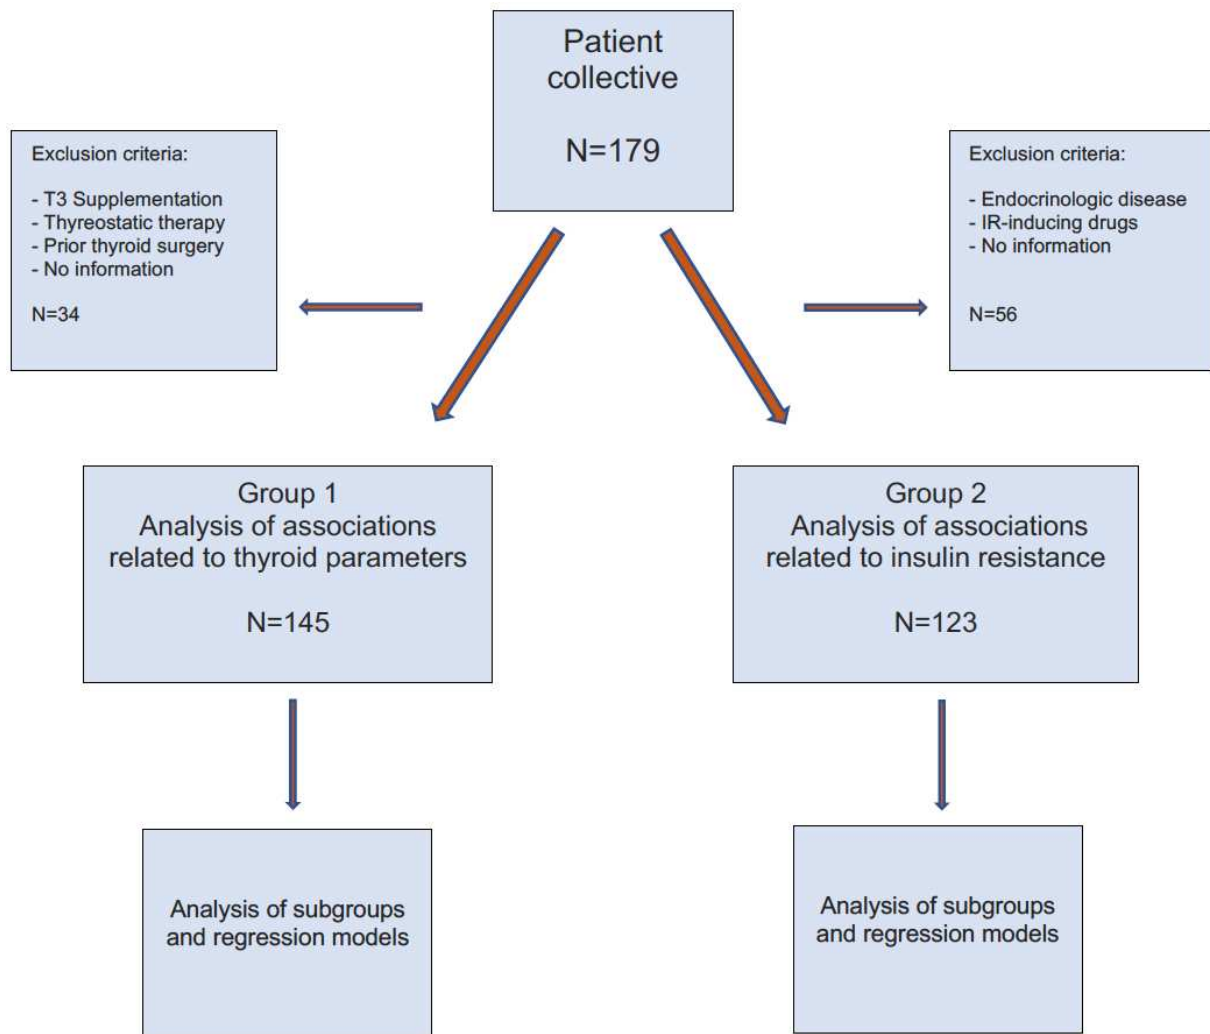 Patient
collective
N=179
Exclusion criteria:
- T3 Supplementation
- Thyreostatic therapy
- Prior thyroid surgery
- No information
N=34
Exclusion criteria:
- Endocrinologic disease
- IR-inducing drugs
- No information
N=56
Group 1
Analysis of associations
related to thyroid parameters
N=145
Group 2
Analysis of associations
related to insulin resistance
N=123
Analysis of subgroups
and regression models
Analysis of subgroups
and regression models